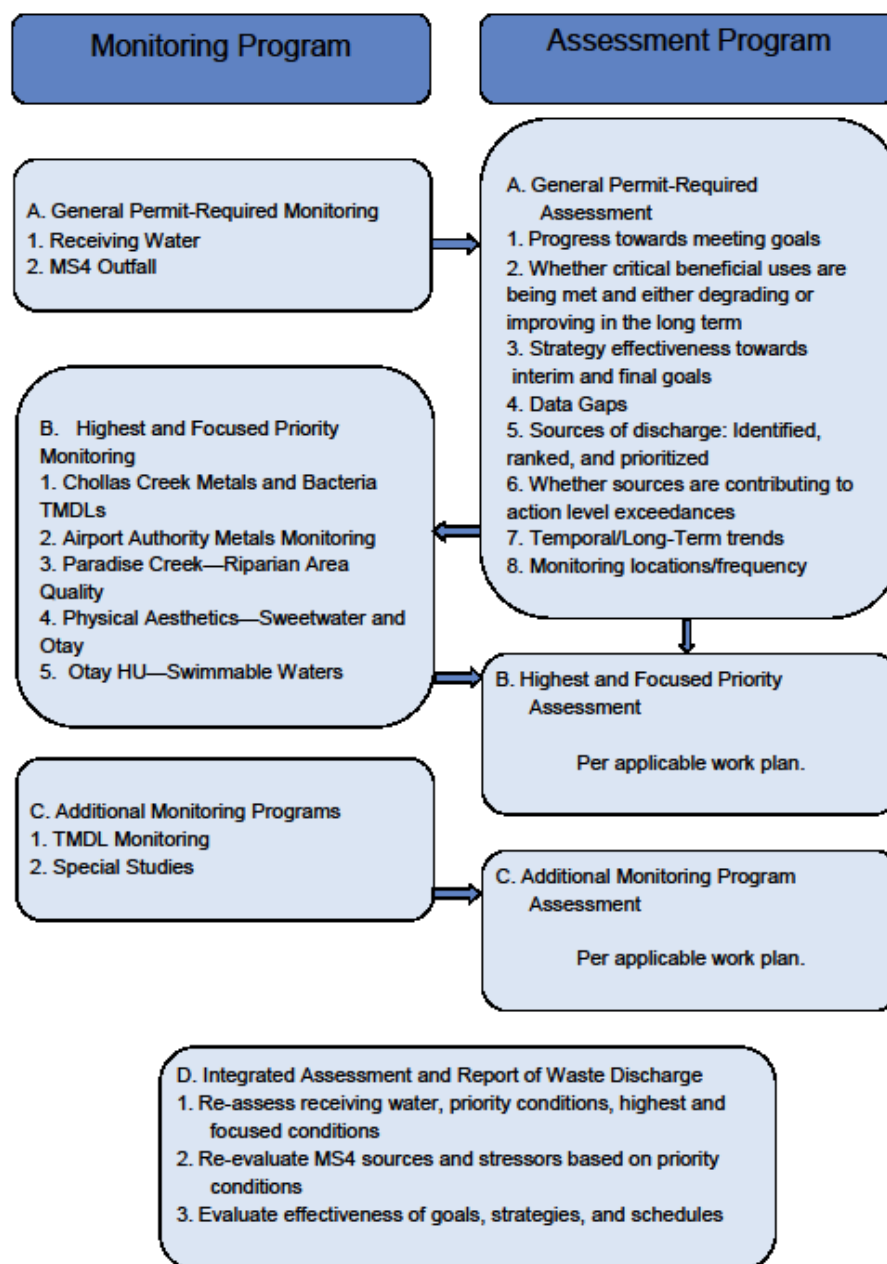 Monitoring Program
Assessment Program
A. General Permit-Required Monitoring
1. Receiving Water
2. MS4 Outfall
A. General Permit-Required
Assessment
1. Progress towards meeting goals
2. Whether critical beneficial uses are
being met and either degrading or
improving in the long term
3. Strategy effectiveness towards
interim and final goals
4. Data Gaps
5. Sources of discharge: Identified,
ranked, and prioritized
6. Whether sources are contributing to
action level exceedances
7. Temporal/Long-Term trends
8. Monitoring locations/frequency
B. Highest and Focused Priority
Monitoring
1. Chollas Creek Metals and Bacteria
TMDLs
2. Airport Authority Metals Monitoring
3. Paradise Creek—Riparian Area
Quality
4. Physical Aesthetics—Sweetwater and
Otay
5. Otay HU—Swimmable Waters
B. Highest and Focused Priority
Assessment
Per applicable work plan.
C. Additional Monitoring Programs
1. TMDL Monitoring
2. Special Studies
C. Additional Monitoring Program
Assessment
Per applicable work plan.
D. Integrated Assessment and Report of Waste Discharge
1. Re-assess receiving water, priority conditions, highest and
focused conditions
2. Re-evaluate MS4 sources and stressors based on priority
conditions
3. Evaluate effectiveness of goals, strategies, and schedules